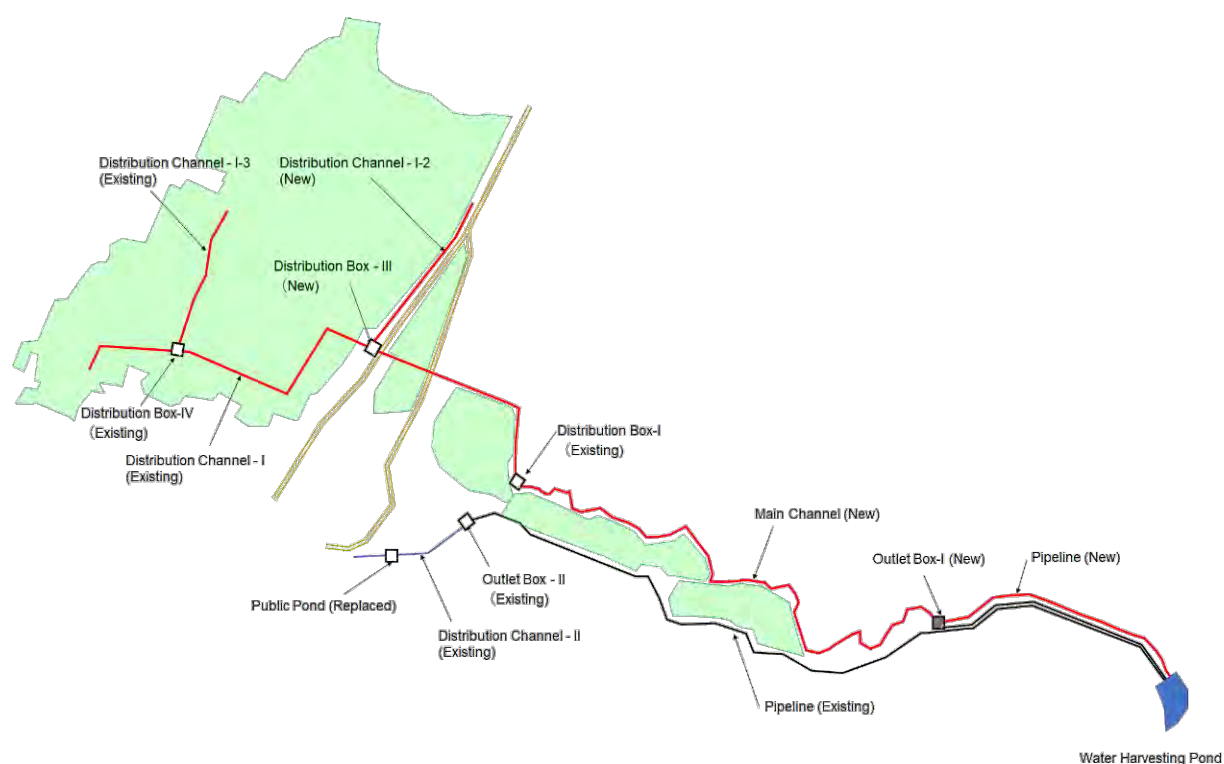 Distribution Channel - I-3
(Existing)
Distribution Channel - I-2
(New)
Distribution Box - III
(New)
Distribution Box-IV
(Existing)
Distribution Channel - I
(Existing)
Distribution Box-I
(Existing)
Main Channel (New)
Outlet Box-I (New)
Pipeline (New)
Outlet Box - II
(Existing)
Public Pond (Replaced)
Distribution Channel - II
(Existing)
Pipeline (Existing)
Water Harvesting Pond